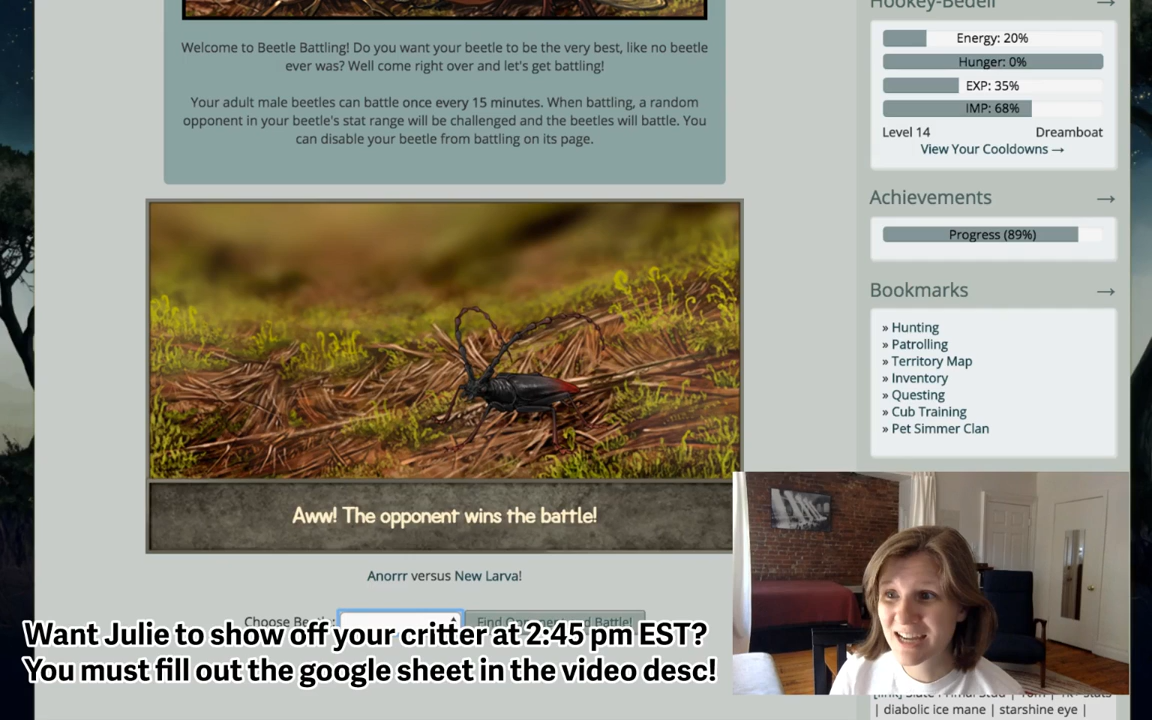 Hookey-Bedell →
Welcome to Beetle Battling! Do you want your beetle to be the very best, like no beetle
ever was? Well come right over and let's get battling!
Your adult male beetles can battle once every 15 minutes. When battling, a random
opponent in your beetle's stat range will be challenged and the beetles will battle. You
can disable your beetle from battling on its page.
Energy: 20%
Hunger: 0%
EXP: 35%
IMP: 68%
Level 14 Dreamboat
View Your Cooldowns →
Achievements →
Progress (89%)
Bookmarks →
» Hunting
» Patrolling
» Territory Map
» Inventory
» Questing
» Cub Training
» Pet Simmer Clan
Aww! The opponent wins the battle!
Anorrr versus New Larva!
Want Julie to show off your critter at 2:45 pm EST?
You must fill out the google sheet in the video desc!
| diabolic ice mane | starshine eye |